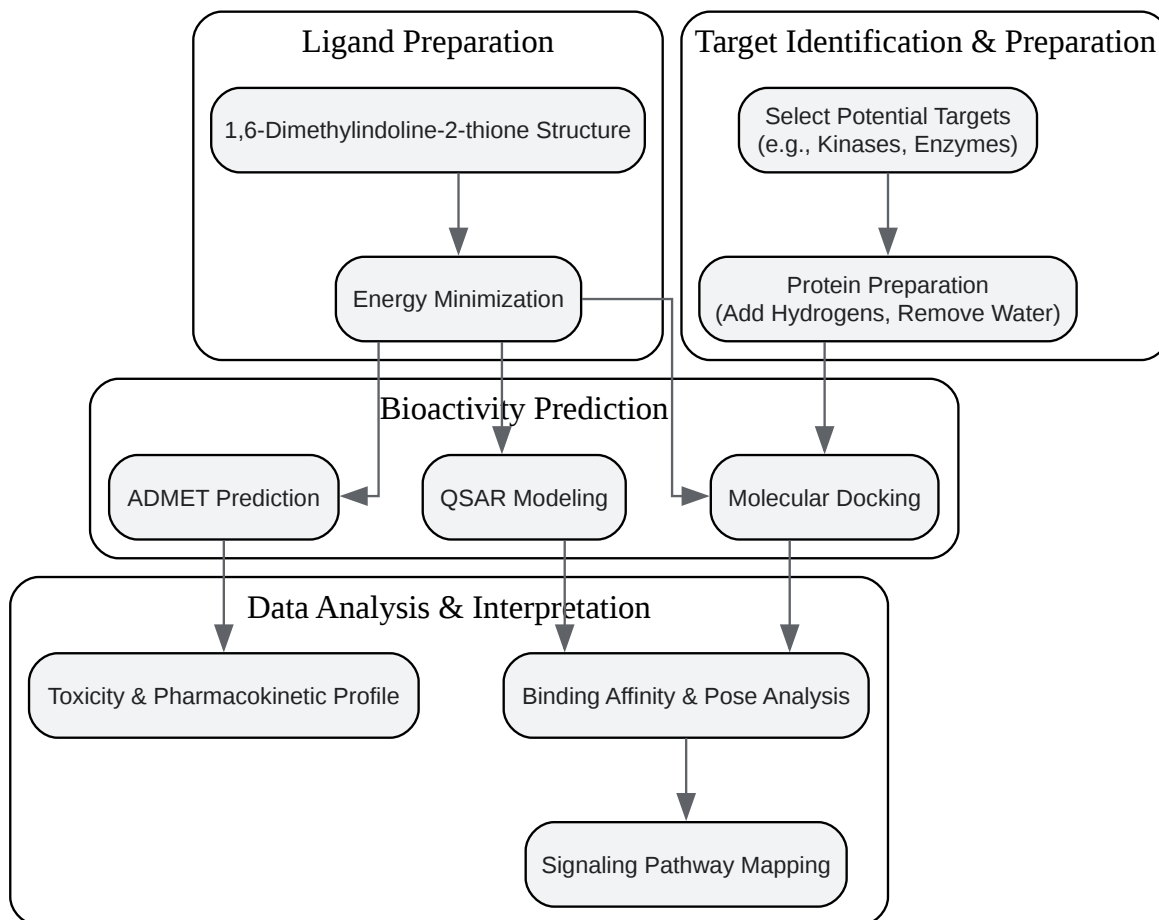 Ligand Preparation
1,6-Dimethylindoline-2-thione Structure
Energy Minimization
Target Identification & Preparation
Select Potential Targets
(e.g., Kinases, Enzymes)
Protein Preparation
(Add Hydrogens, Remove Water)
Bioactivity Prediction
ADMET Prediction
QSAR Modeling
Molecular Docking
Data Analysis & Interpretation
Toxicity & Pharmacokinetic Profile
Binding Affinity & Pose Analysis
Signaling Pathway Mapping